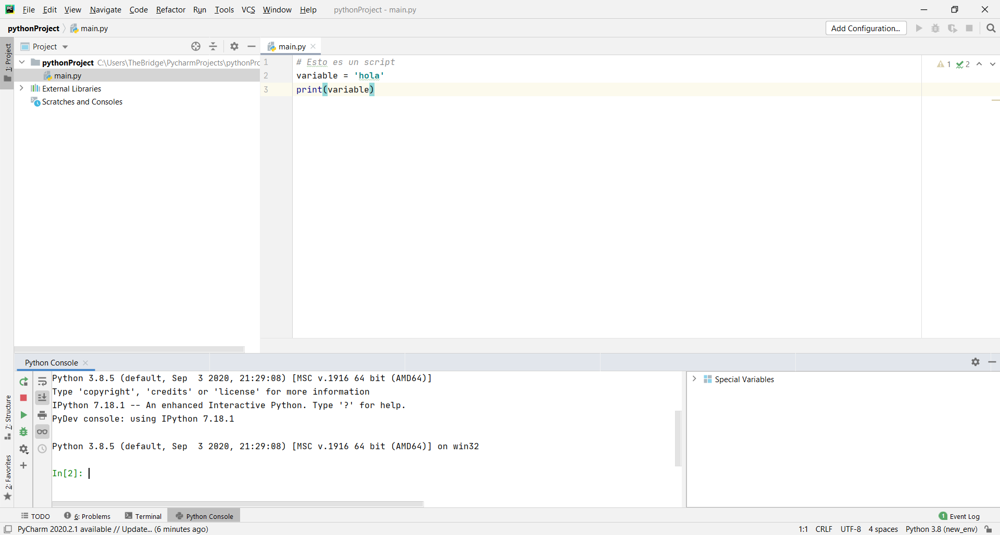 PC File Edit View Navigate Code Refactor Run Tools VCS Window Help pythonProject - main.py
pythonProject main.py Add Configuration...
1: Project
Project
main.py
pythonProject C:\Users\TheBridge\PycharmProjects\pythonPro
main.py
External Libraries
Scratches and Consoles
1 # Esto es un script
2 variable = 'hola'
3 print(variable)
1 2
7: Structure
2: Favorites
Python Console
Python 3.8.5 (default, Sep  3 2020, 21:29:08) [MSC v.1916 64 bit (AMD64)]
Type 'copyright', 'credits' or 'license' for more information
IPython 7.18.1 -- An enhanced Interactive Python. Type '?' for help.
PyDev console: using IPython 7.18.1
Python 3.8.5 (default, Sep  3 2020, 21:29:08) [MSC v.1916 64 bit (AMD64)] on win32
In[2]:
Special Variables
TODO 6: Problems Terminal Python Console 1 Event Log
PyCharm 2020.2.1 available // Update... (6 minutes ago) 1:1 CRLF UTF-8 4 spaces Python 3.8 (new_env)